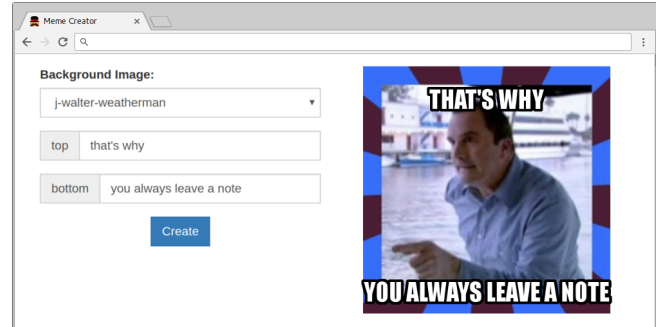 Meme Creator
Background Image:
j-walter-weatherman
top that's why
bottom you always leave a note
Create
THAT'S WHY
YOU ALWAYS LEAVE A NOTE